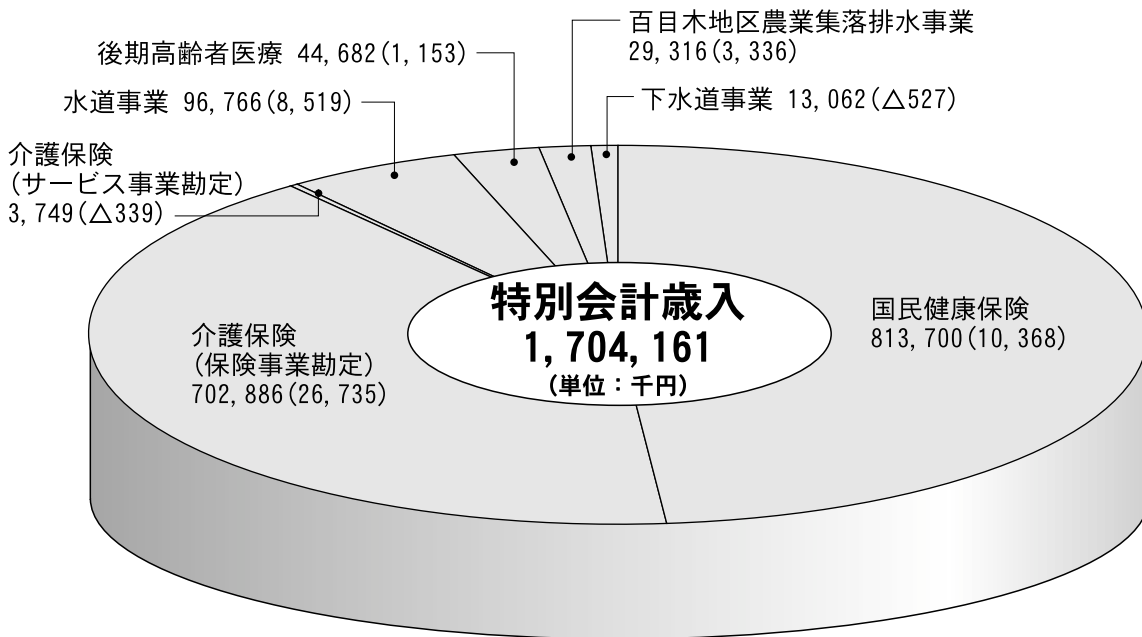 百目木地区農業集落排水事業
29,316(3,336)
後期高齢者医療 44,682(1,153)
水道事業 96,766(8,519)
下水道事業 13,062(△527)
介護保険
(サービス事業勘定)
3,749(△339)
特別会計歳入
1,704,161
(単位:千円)
国民健康保険
813,700(10,368)
介護保険
(保険事業勘定)
702,886(26,735)